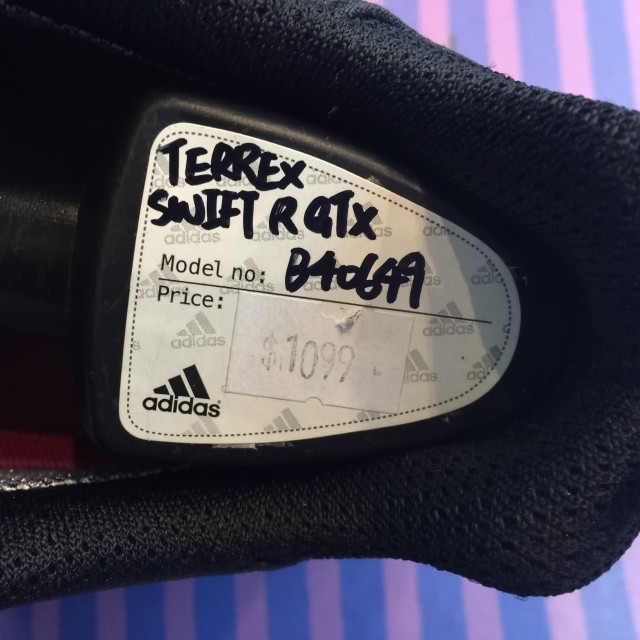 TERREX
SWIFT R GTX
Model no: B40649
Price:
$1099
adidas